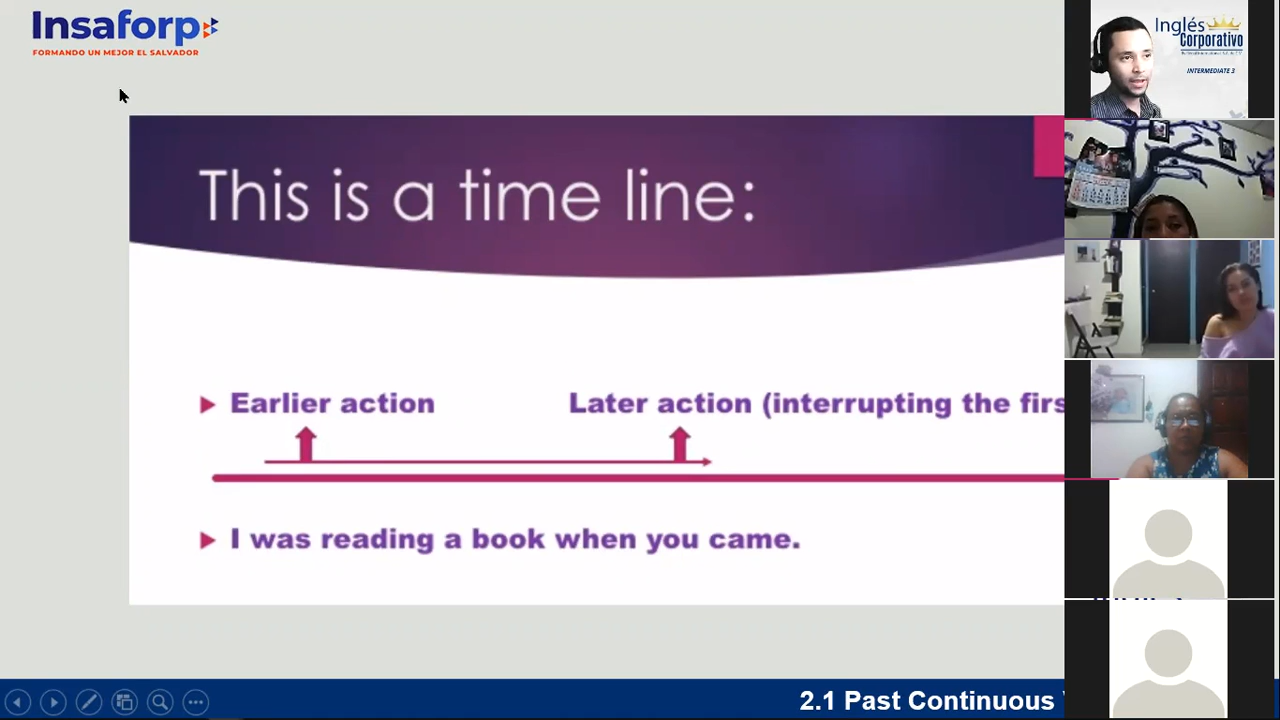 Insaforp
FORMANDO UN MEJOR EL SALVADOR
Inglés
Corporativo
INTERMEDIATE 3
This is a time line:
Earlier action
Later action (interrupting the firs
I was reading a book when you came.
2.1 Past Continuous